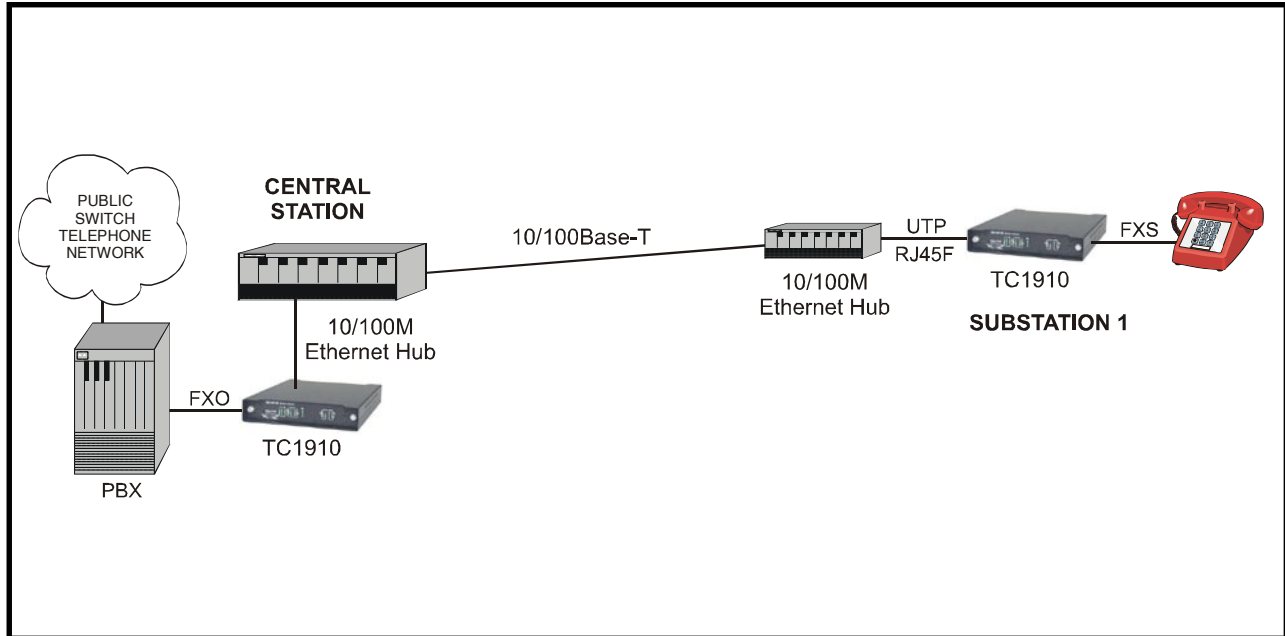 PUBLIC
SWITCH
TELEPHONE
NETWORK
CENTRAL
STATION
10/100Base-T
UTP
RJ45F
FXS
10/100M
Ethernet Hub
TC1910
SUBSTATION 1
10/100M
Ethernet Hub
FXO
TC1910
PBX